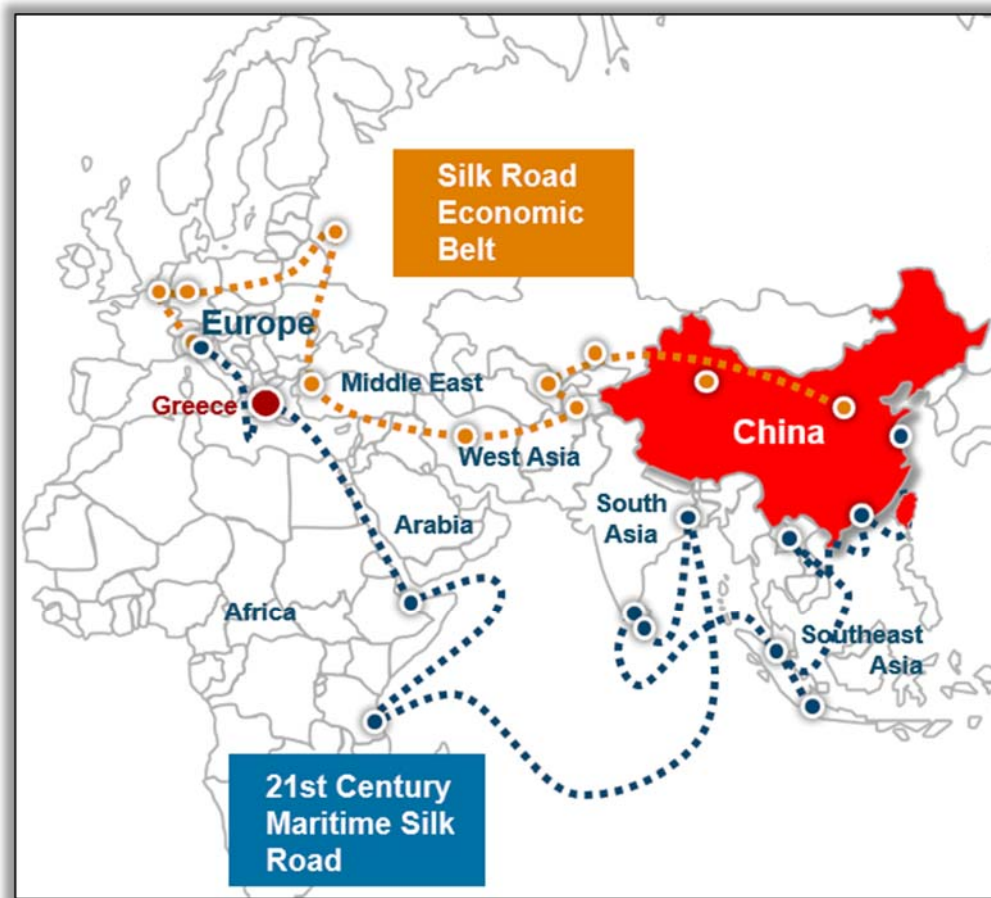 Silk Road
Economic
Belt
Europe
Middle East
Greece
China
West Asia
South
Asia
Arabia
Africa
Southeast
Asia
21st Century
Maritime Silk
Road